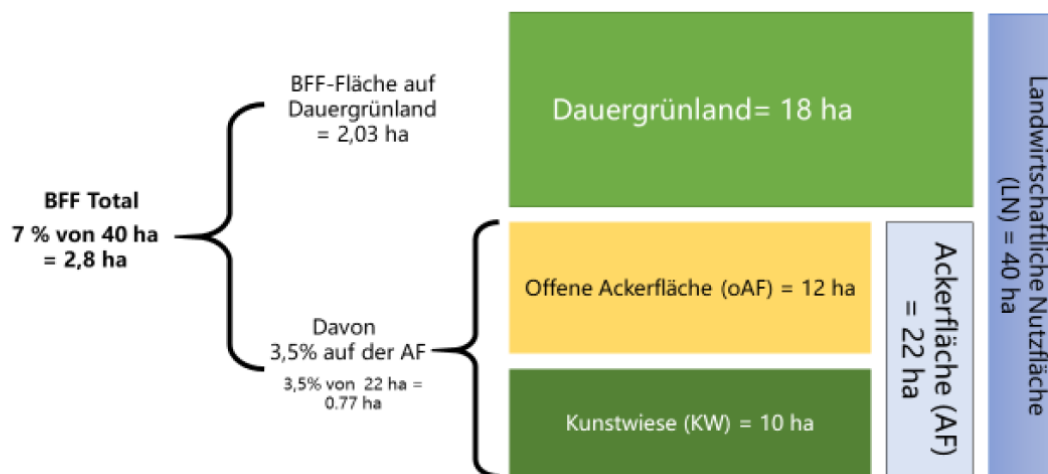 BFF-Fläche auf
Dauergrünland
= 2,03 ha
Dauergrünland= 18 ha
BFF Total
7 % von 40 ha
= 2,8 ha
Davon
3,5% auf der AF
3,5% von 22 ha =
0.77 ha
Offene Ackerfläche (oAF) = 12 ha
Kunstwiese (KW) = 10 ha
Ackerfläche (AF)
= 22 ha
Landwirtschaftliche Nutzfläche
(LN) = 40 ha